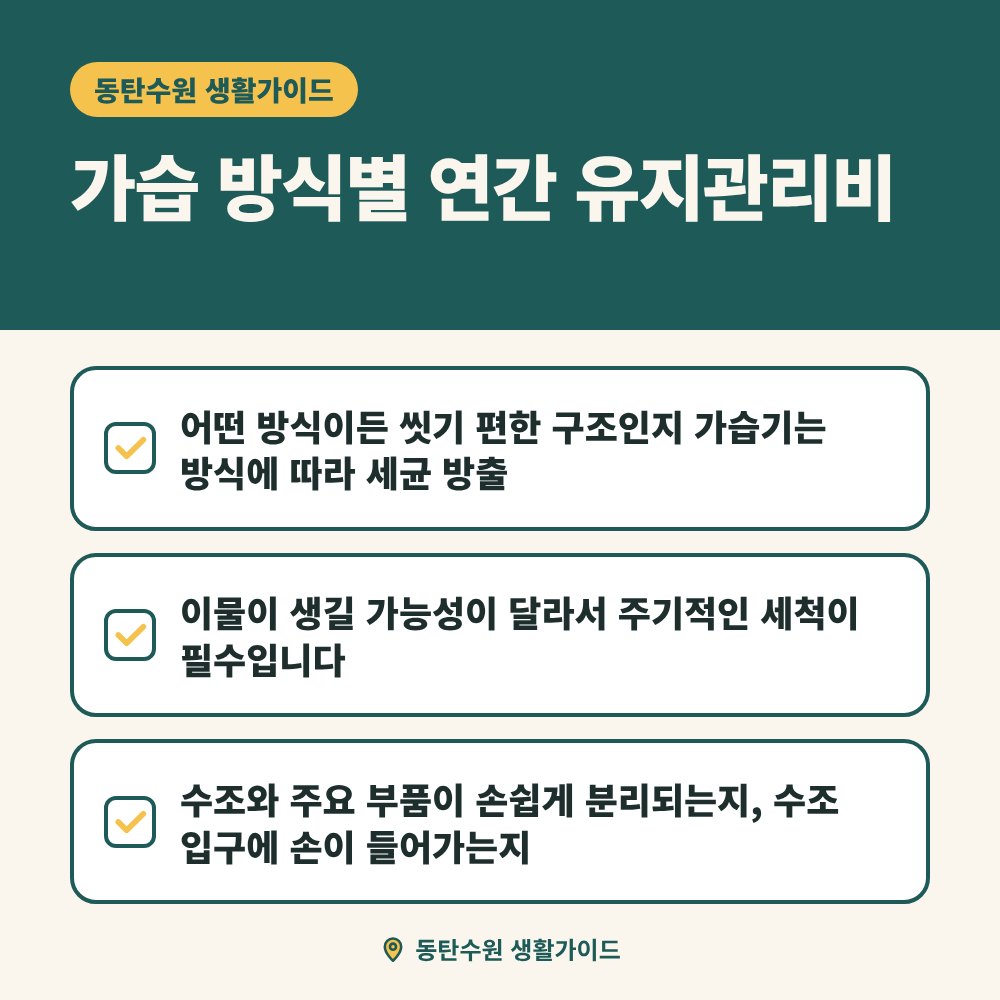 동탄수원 생활가이드
가습 방식별 연간 유지관리비
어떤 방식이든 씻기 편한 구조인지 가습기는
방식에 따라 세균 방출
이물이 생길 가능성이 달라서 주기적인 세척이
필수입니다
수조와 주요 부품이 손쉽게 분리되는지, 수조
입구에 손이 들어가는지
동탄수원 생활가이드